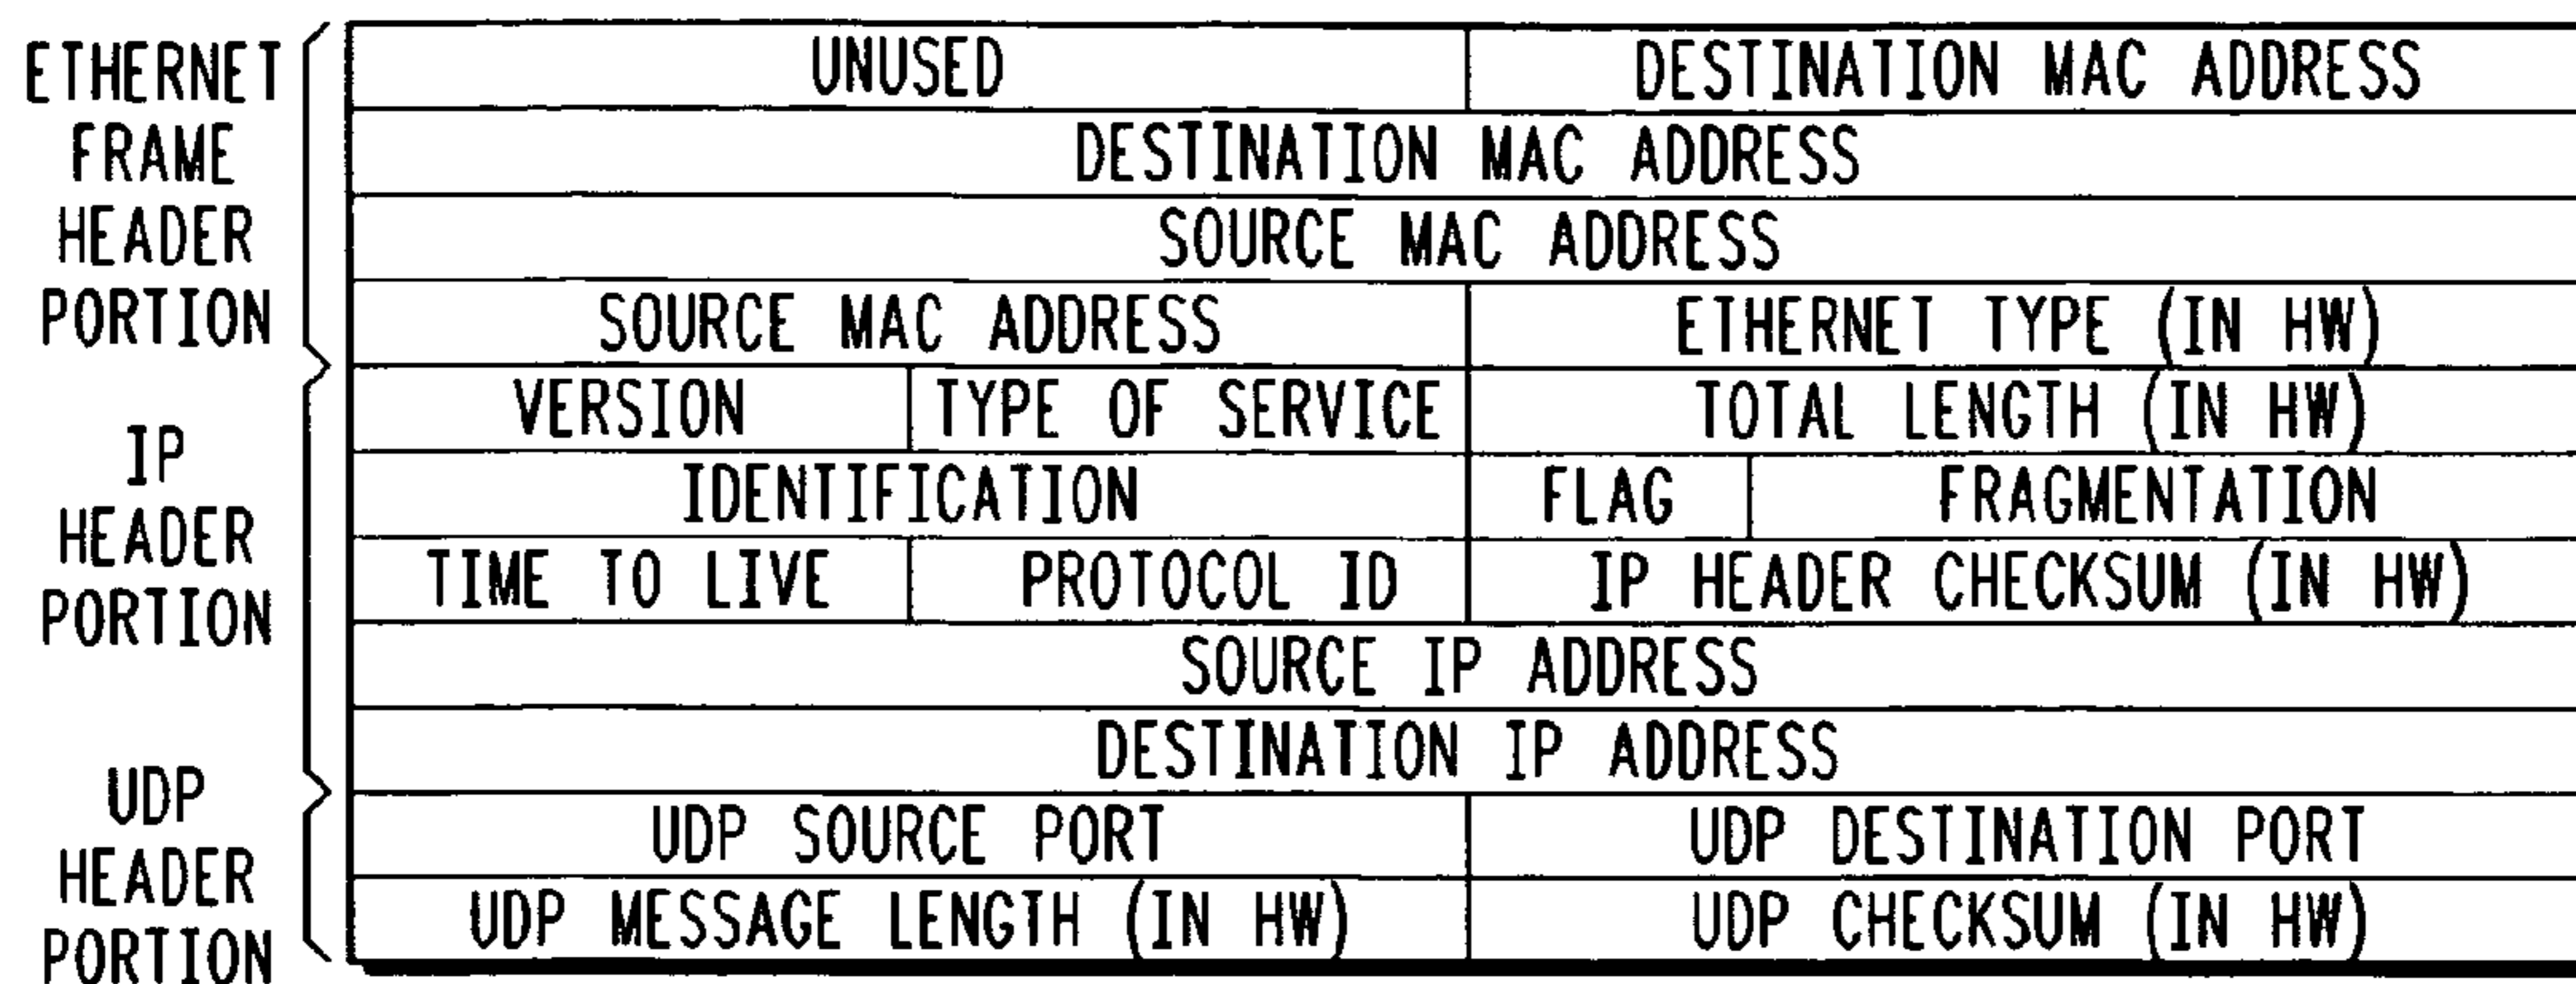 ETHERNET
FRAME
HEADER
PORTION
UNUSED DESTINATION MAC ADDRESS
DESTINATION MAC ADDRESS
SOURCE MAC ADDRESS
SOURCE MAC ADDRESS ETHERNET TYPE (IN HW)
IP
HEADER
PORTION
VERSION TYPE OF SERVICE TOTAL LENGTH (IN HW)
IDENTIFICATION FLAG FRAGMENTATION
TIME TO LIVE PROTOCOL ID IP HEADER CHECKSUM (IN HW)
SOURCE IP ADDRESS
DESTINATION IP ADDRESS
UDP
HEADER
PORTION
UDP SOURCE PORT UDP DESTINATION PORT
UDP MESSAGE LENGTH (IN HW) UDP CHECKSUM (IN HW)